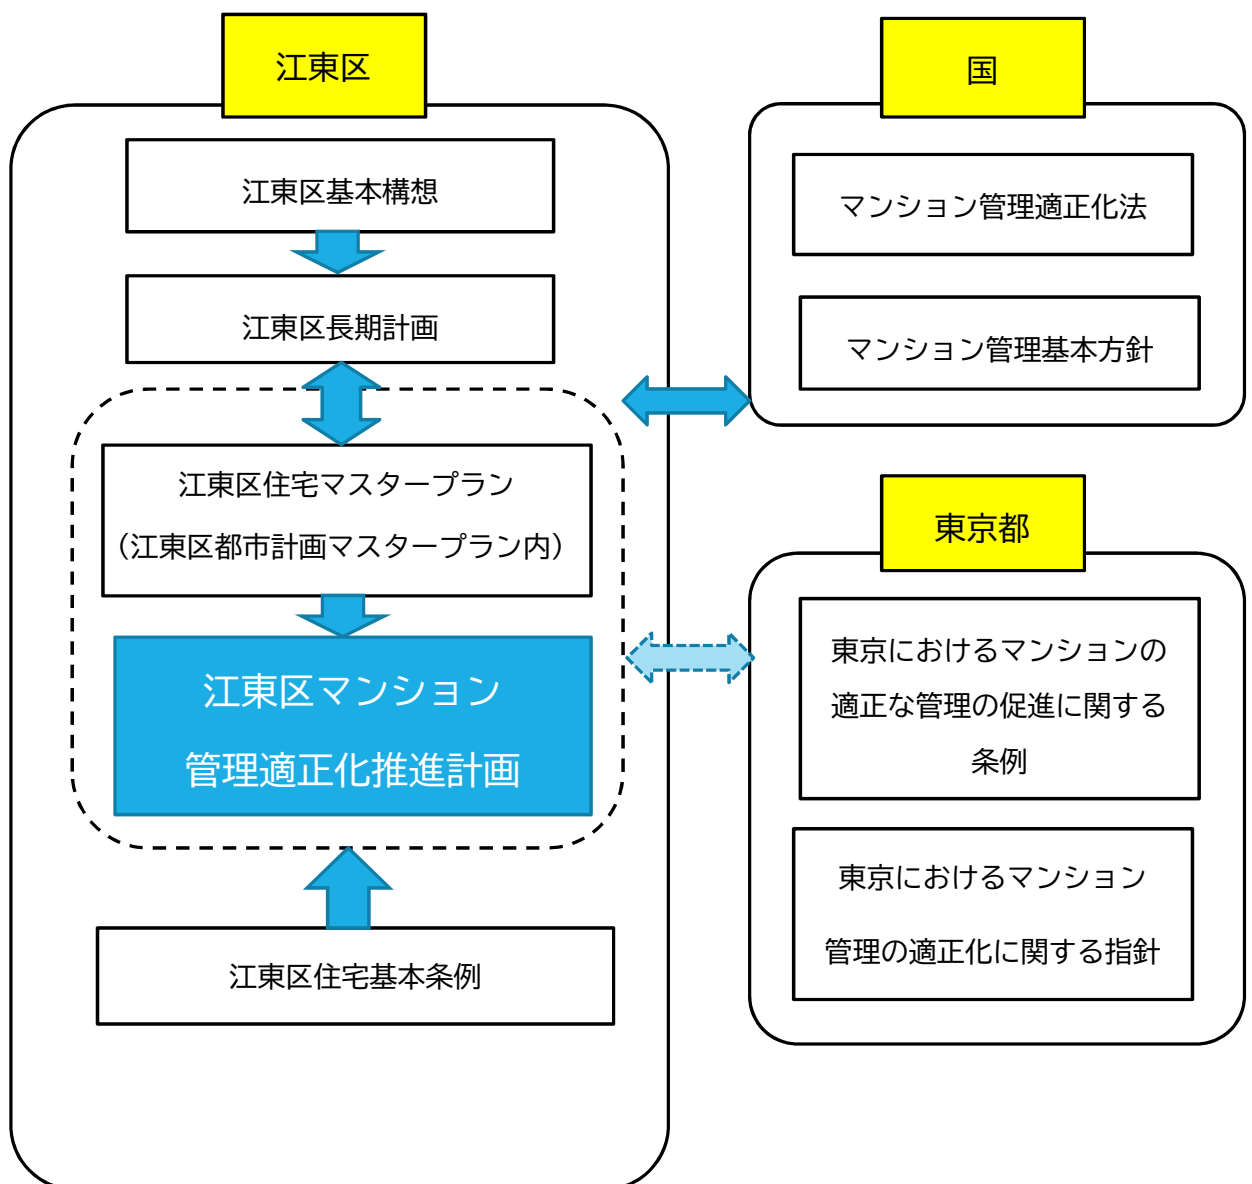 江東区
江東区基本構想
江東区長期計画
江東区住宅マスタープラン
（江東区都市計画マスタープラン内）
江東区マンション
管理適正化推進計画
江東区住宅基本条例
国
マンション管理適正化法
マンション管理基本方針
東京都
東京におけるマンションの
適正な管理の促進に関する
条例
東京におけるマンション
管理の適正化に関する指針